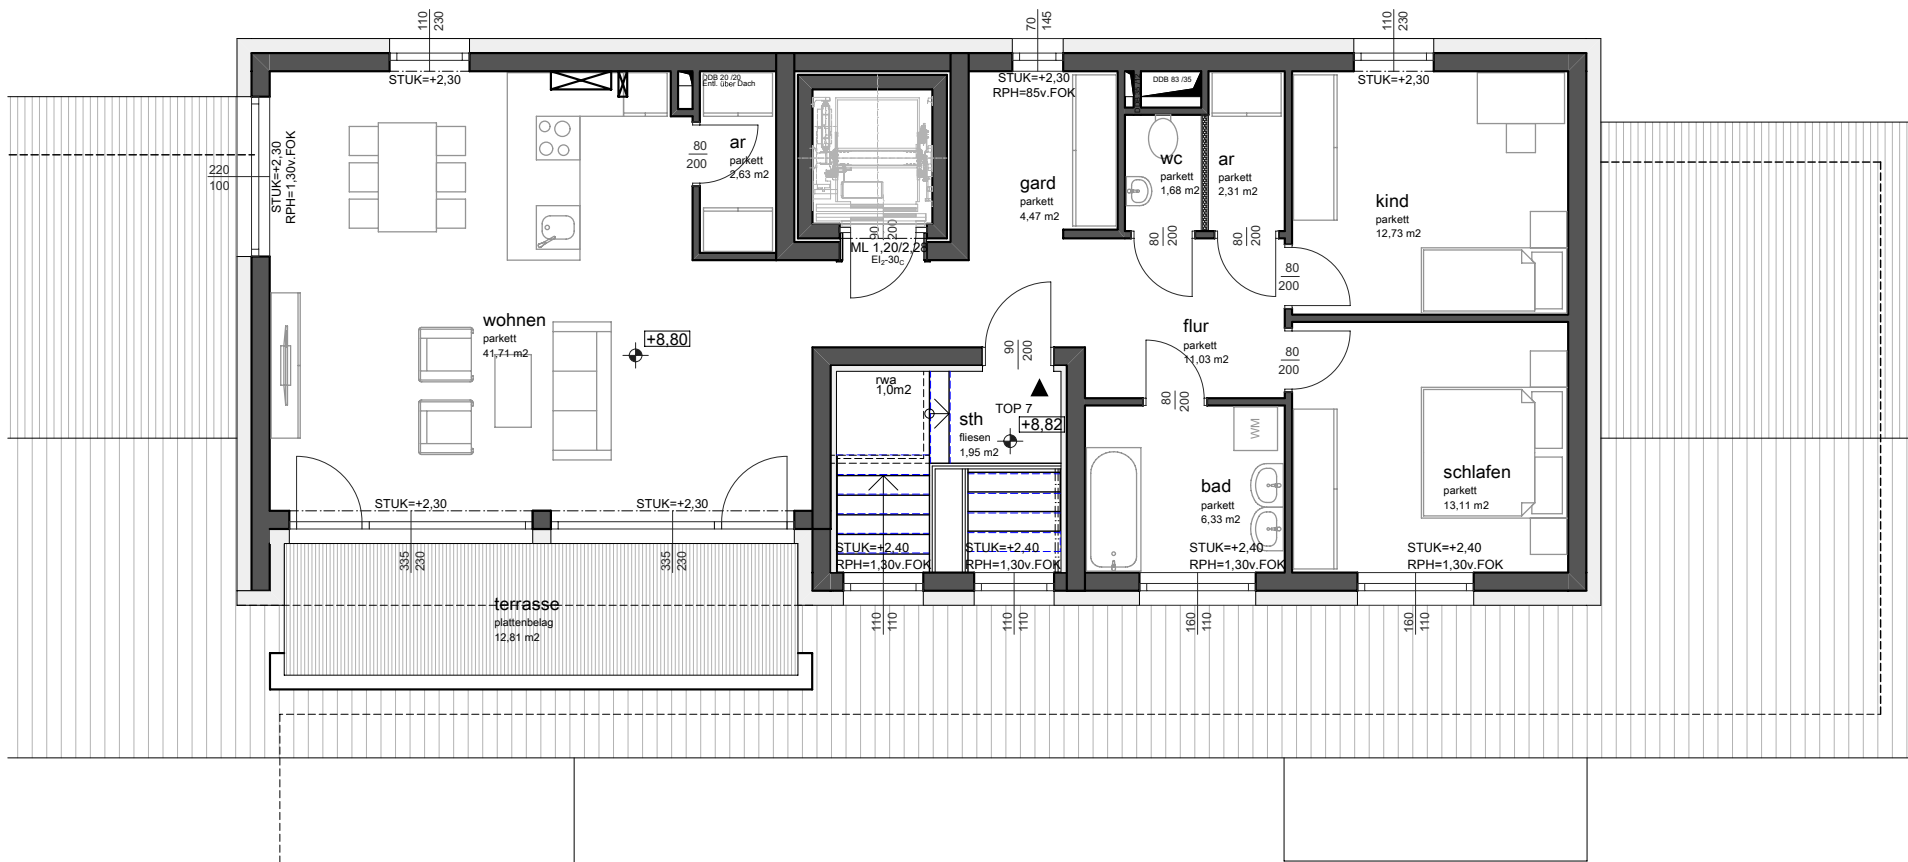 110
230
70
145
110
230
STUK=+2,30
DDB 20 /20
Entl. über Dach
STUK=+2,30
RPH=85v.FOK
DDB 83 /35
STUK=+2,30
220
100
STUK=+2,30
RPH=1,30v.FOK
80
200
ar
parkett
2,63 m2
90
200
ML 1,20/2,28
EI₂-30C
gard
parkett
4,47 m2
wc
parkett
1,68 m2
ar
parkett
2,31 m2
kind
parkett
12,73 m2
80
200
80
200
80
200
wohnen
parkett
41,71 m2
+8,80
flur
parkett
11,03 m2
90
200
80
200
80
200
rwa
1,0m2
TOP 7
sth
fliesen
1,95 m2
+8,82
WM
bad
parkett
6,33 m2
schlafen
parkett
13,11 m2
STUK=+2,30
STUK=+2,30
335
230
335
230
STUK=+2,40
RPH=1,30v.FOK
STUK=+2,40
RPH=1,30v.FOK
STUK=+2,40
RPH=1,30v.FOK
STUK=+2,40
RPH=1,30v.FOK
terrasse
plattenbelag
12,81 m2
110
110
110
110
160
110
160
110